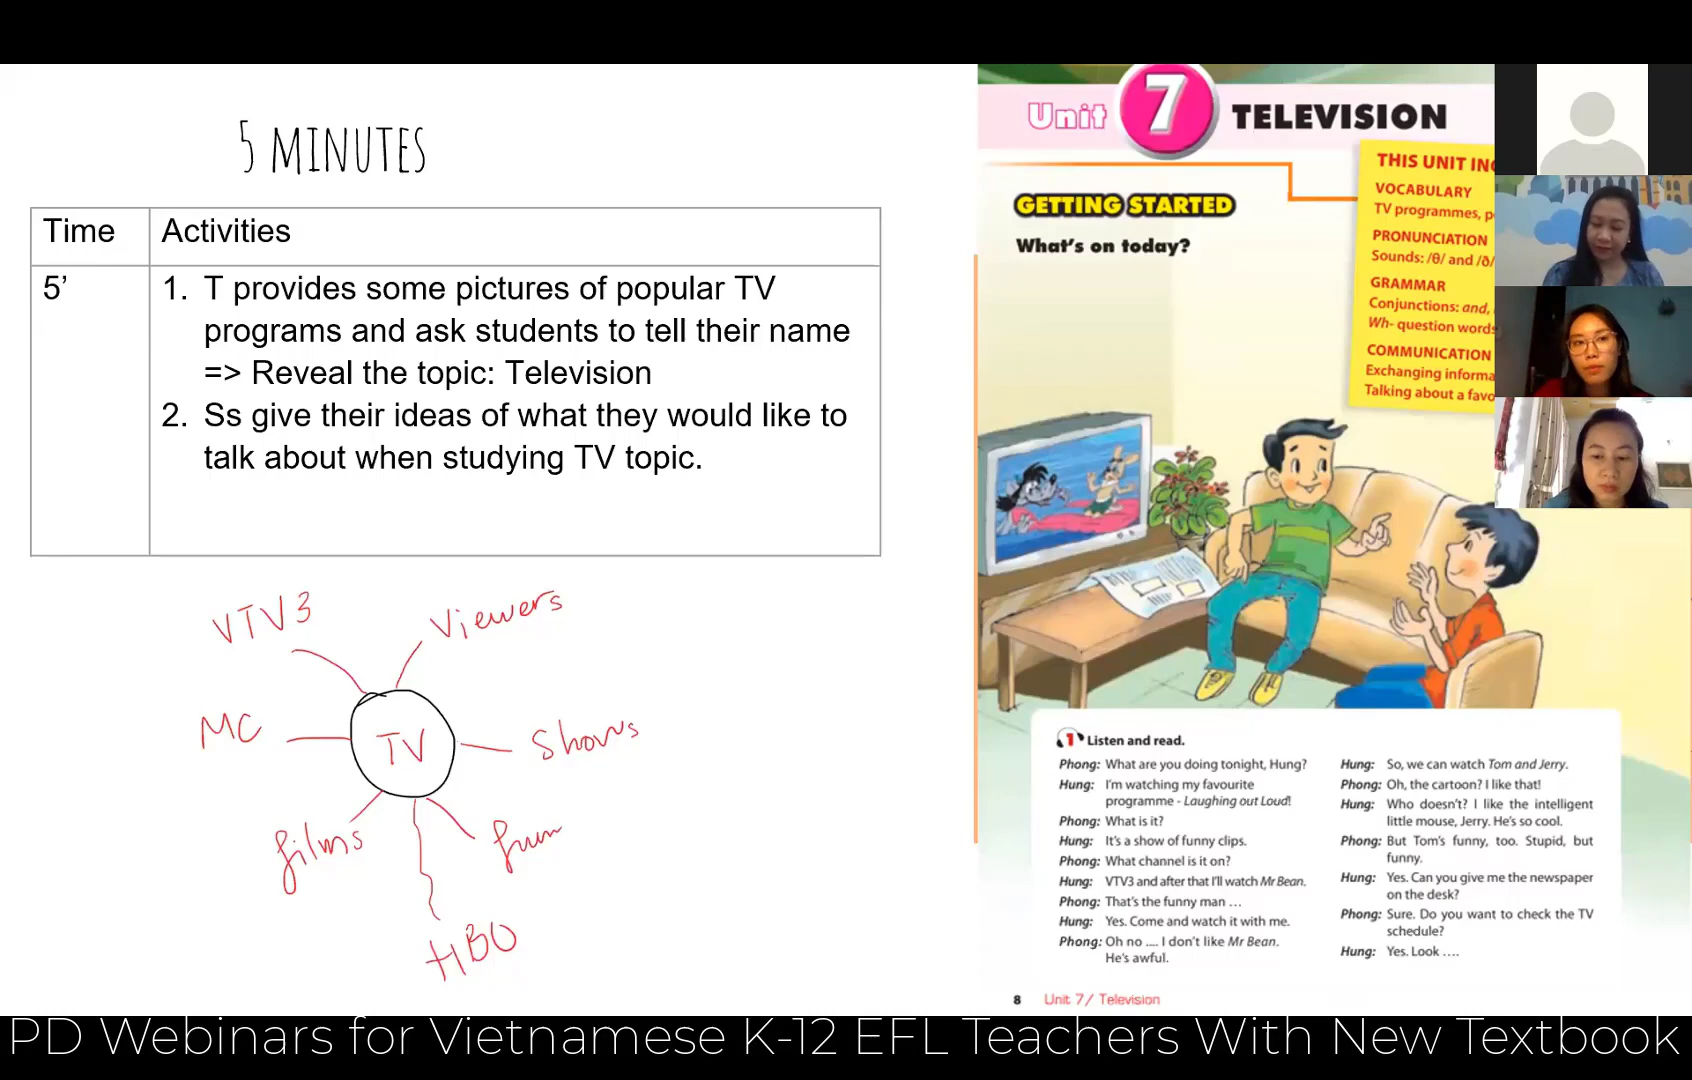 5 MINUTES
Time
Activities
5’
1. T provides some pictures of popular TV
programs and ask students to tell their name
=> Reveal the topic: Television
2. Ss give their ideas of what they would like to
talk about when studying TV topic.
VTV3
Viewers
MC
TV
Shows
films
fun
HBO
Unit 7 TELEVISION
THIS UNIT INC
VOCABULARY
TV programmes, p
PRONUNCIATION
Sounds: /θ/ and /ð/
GRAMMAR
Conjunctions: and,
Wh- question words
COMMUNICATION
Exchanging informa
Talking about a favo
GETTING STARTED
What's on today?
1 Listen and read.
Phong: What are you doing tonight, Hung?
Hung: I'm watching my favourite
programme - Laughing out Loud!
Phong: What is it?
Hung: It's a show of funny clips.
Phong: What channel is it on?
Hung: VTV3 and after that I'll watch Mr Bean.
Phong: That's the funny man ...
Hung: Yes. Come and watch it with me.
Phong: Oh no .... I don't like Mr Bean.
He's awful.
Hung: So, we can watch Tom and Jerry.
Phong: Oh, the cartoon? I like that!
Hung: Who doesn't? I like the intelligent
little mouse, Jerry. He's so cool.
Phong: But Tom's funny, too. Stupid, but
funny.
Hung: Yes. Can you give me the newspaper
on the desk?
Phong: Sure. Do you want to check the TV
schedule?
Hung: Yes. Look ....
8 Unit 7/ Television
PD Webinars for Vietnamese K-12 EFL Teachers With New Textbook